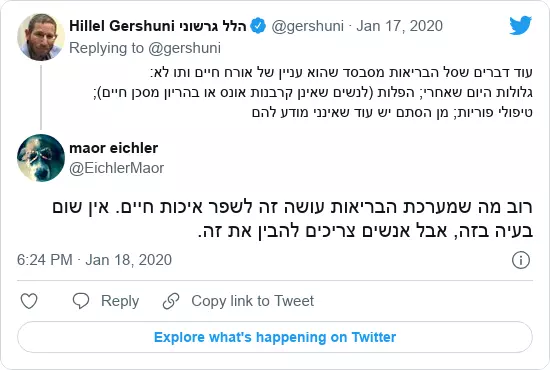 Hillel Gershuni הלל גרשוני @gershuni · Jan 17, 2020
Replying to @gershuni
עוד דברים שסל הבריאות מסבסד שהוא עניין של אורח חיים ותו לא:
גלולות היום שאחרי; הפלות (לנשים שאינן קרבנות אונס או בהריון מסכן חיים);
טיפולי פוריות; מן הסתם יש עוד שאינני מודע להם
maor eichler
@EichlerMaor
רוב מה שמערכת הבריאות עושה זה לשפר איכות חיים. אין שום
בעיה בזה, אבל אנשים צריכים להבין את זה.
6:24 PM · Jan 18, 2020
Reply
Copy link to Tweet
Explore what's happening on Twitter